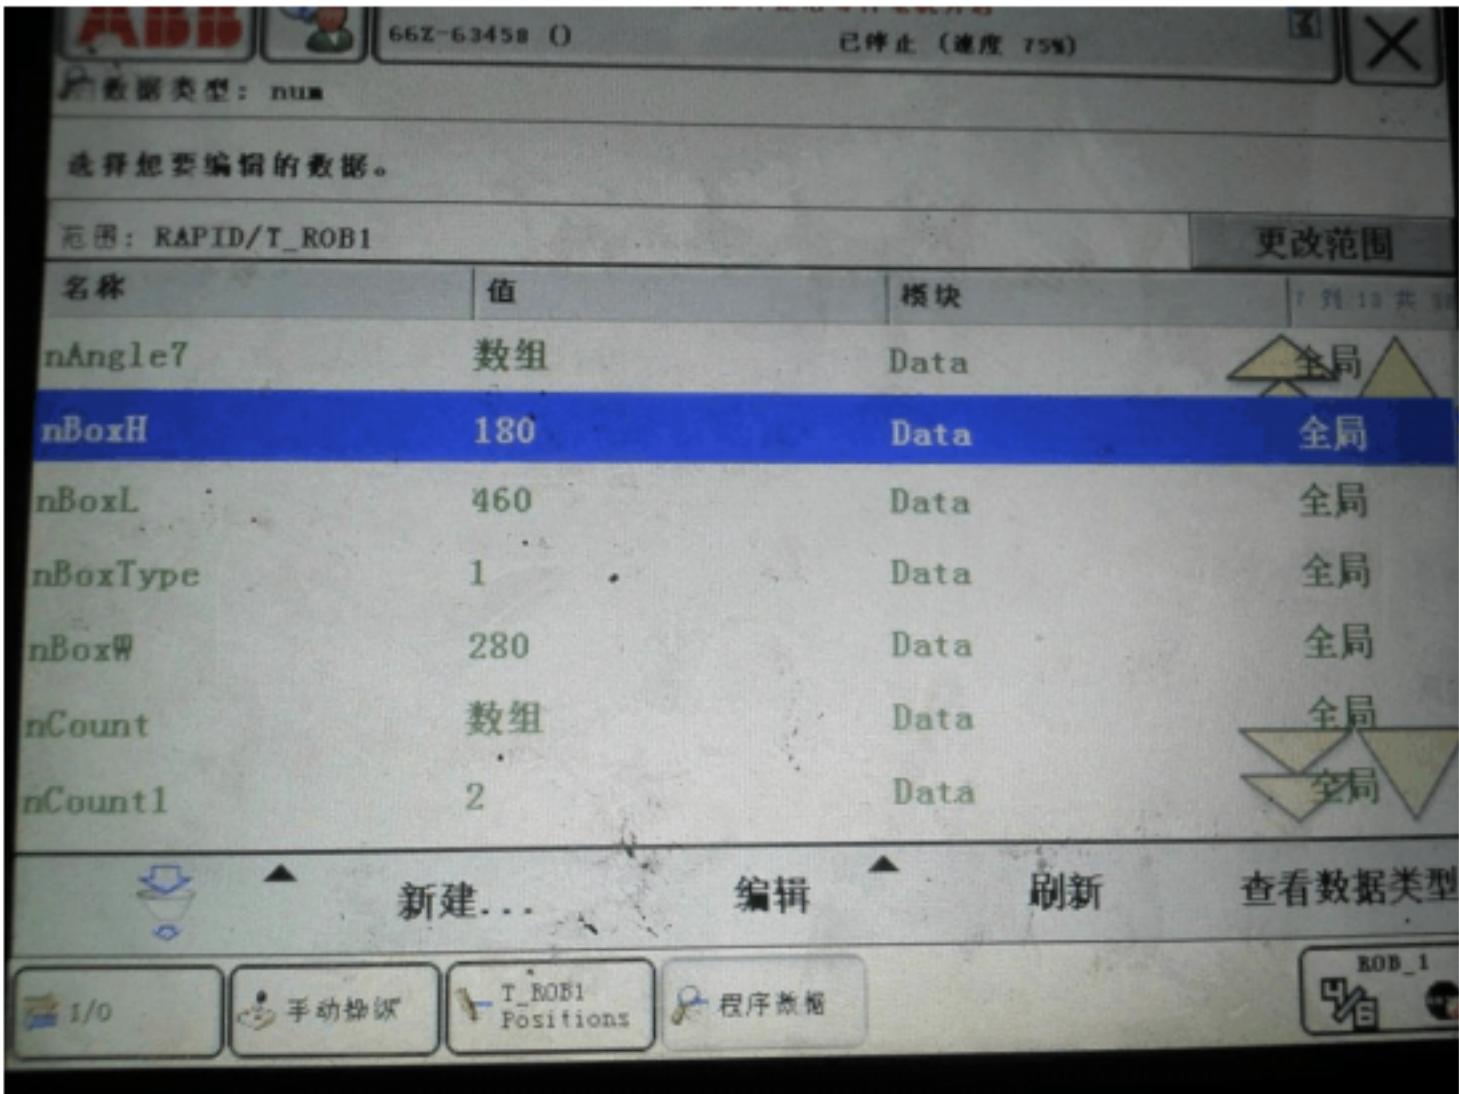 ABB
66Z-63458 ()
已停止 (速度 75%)
数据类型: num
选择想要编辑的数据。
范围: RAPID/T_ROB1
更改范围
名称 值 模块
nAngle7 数组 Data 全局
nBoxH 180 Data 全局
nBoxL 460 Data 全局
nBoxType 1 Data 全局
nBoxW 280 Data 全局
nCount 数组 Data 全局
nCount1 2 Data 全局
新建... 编辑 刷新 查看数据类型
I/O
手动操纵
T_ROB1
Positions
程序数据
ROB_1